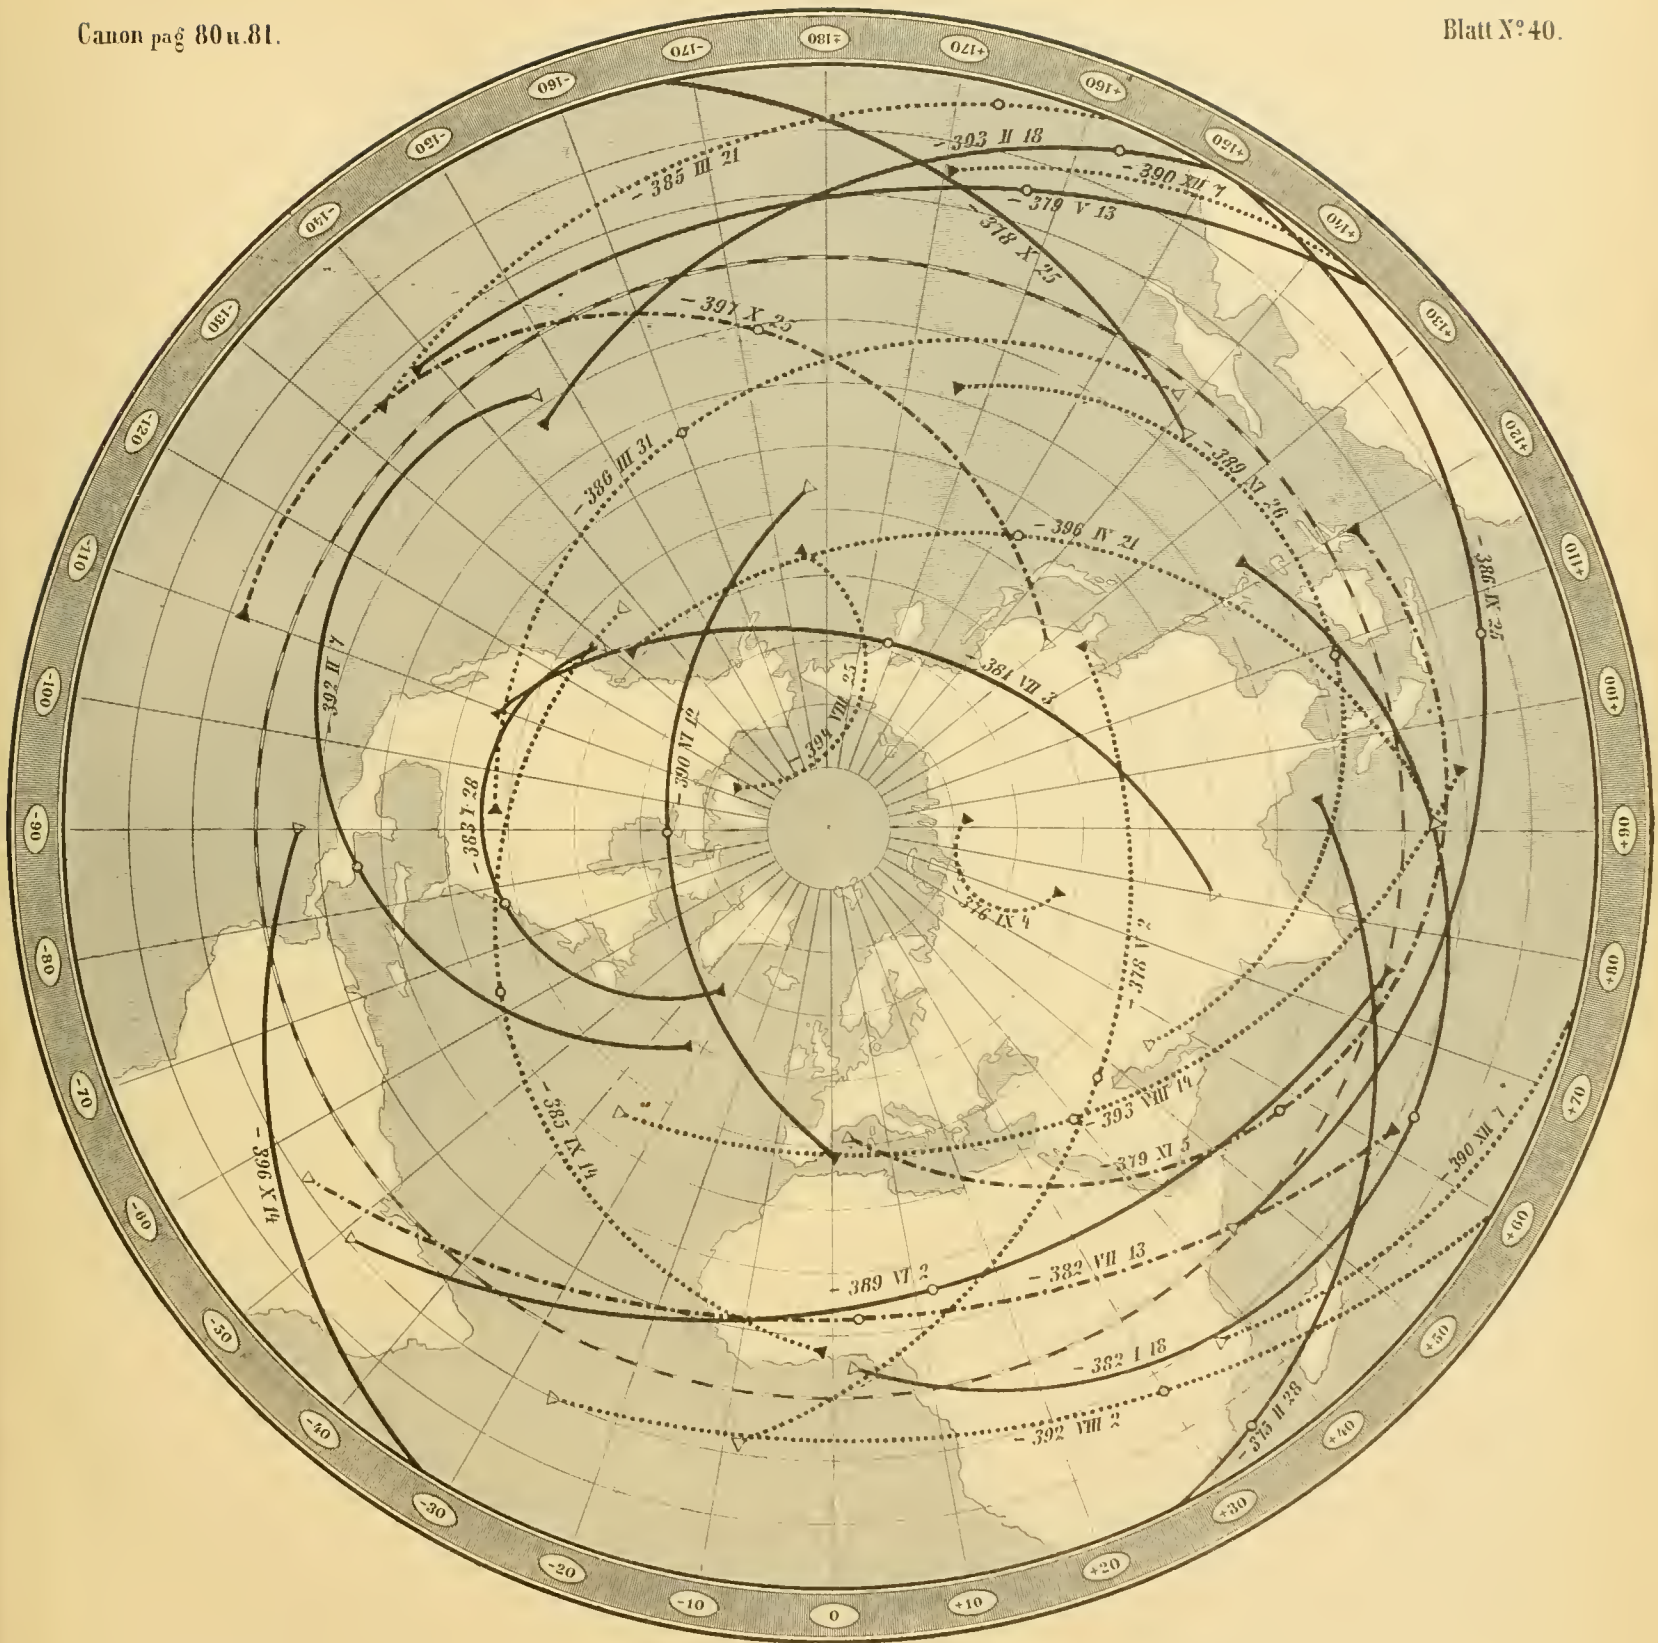 Canon pag 80 u. 81.
Blatt Nº 40.
±180
+170
+160
+150
+140
+130
+120
+110
+100
+90
+80
+70
+60
+50
+40
+30
+20
+10
0
-10
-20
-30
-40
-50
-60
-70
-80
-90
-100
-110
-120
-130
-140
-150
-160
-170
- 385 III 21
- 393 II 18
- 390 XII 7
- 379 V 13
- 378 X 25
- 397 X 25
- 386 III 31
- 389 XI 26
- 396 IV 21
- 386 IX 25
- 392 II 7
- 381 VII 3
- 394 VIII 25
- 390 VI 12
- 383 I 28
- 376 IX 4
- 378 V 2
- 393 VIII 14
- 385 IX 14
- 379 XI 5
- 390 XII 7
- 396 X 14
- 389 VI 2
- 382 VII 13
- 382 I 18
- 392 VIII 2
- 375 II 28